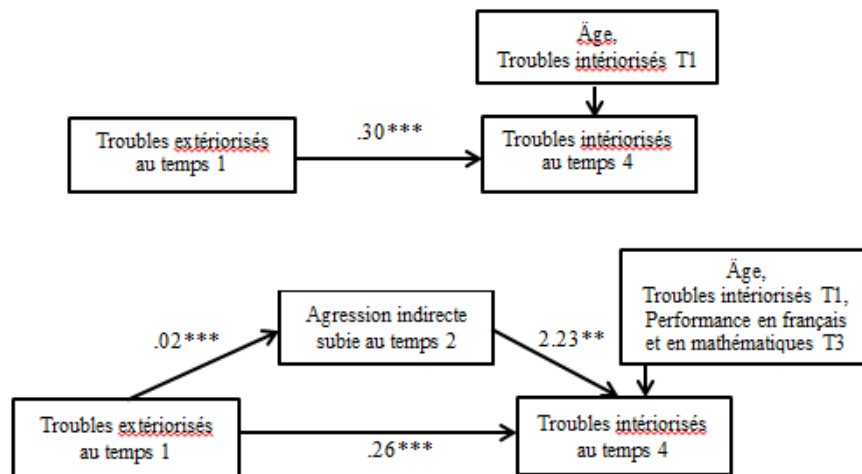 Äge,
Troubles intériorisés T1
.30***
Troubles extériorisés
au temps 1
Troubles intériorisés
au temps 4
Äge,
Troubles intériorisés T1,
Performance en français
et en mathématiques T3
Agression indirecte
subie au temps 2
.02***
2.23**
Troubles extériorisés
au temps 1
.26***
Troubles intériorisés
au temps 4